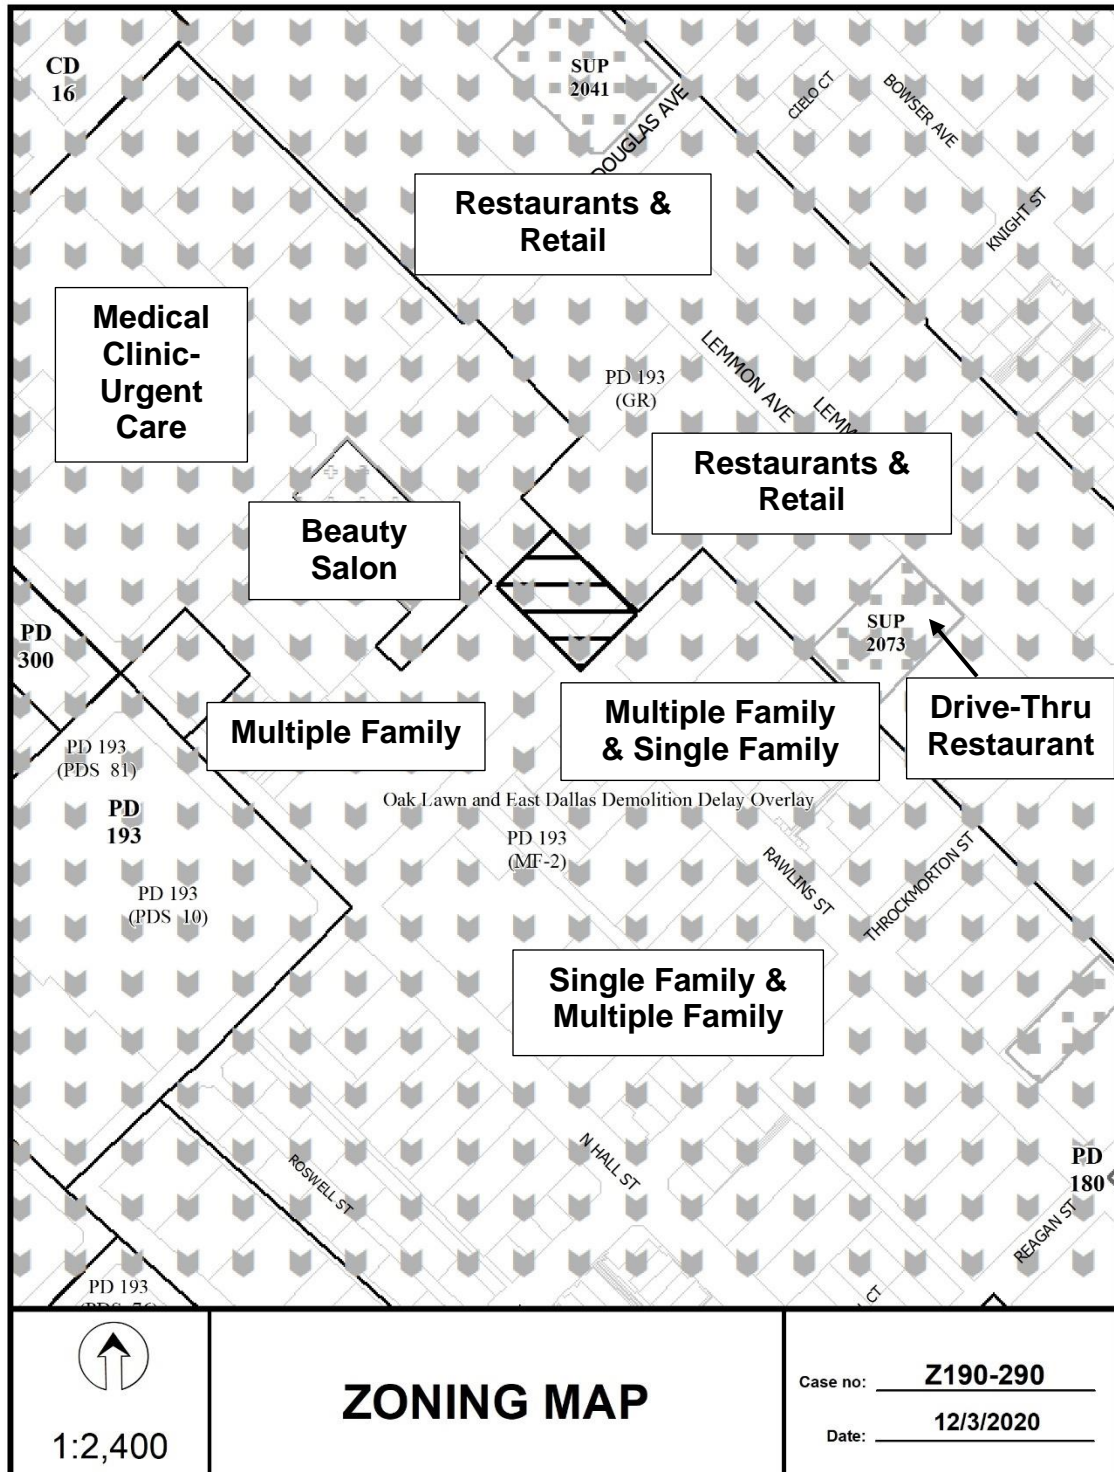 CD
16
SUP
2041
DOUGLAS AVE
CIELO CT
BOWSER AVE
KNIGHT ST
Restaurants &
Retail
Medical
Clinic-
Urgent
Care
LEMMON AVE
PD 193
(GR)
Restaurants &
Retail
Beauty
Salon
SUP
2073
PD
300
Multiple Family
Multiple Family
& Single Family
Drive-Thru
Restaurant
PD 193
(PDS 81)
PD
193
Oak Lawn and East Dallas Demolition Delay Overlay
PD 193
(MF-2)
RAWLINS ST
THROCKMORTON ST
PD 193
(PDS 10)
Single Family &
Multiple Family
N HALL ST
ROSWELL ST
PD
180
REAGAN ST
PD 193
CT
1:2,400
ZONING MAP
Case no: Z190-290
Date: 12/3/2020